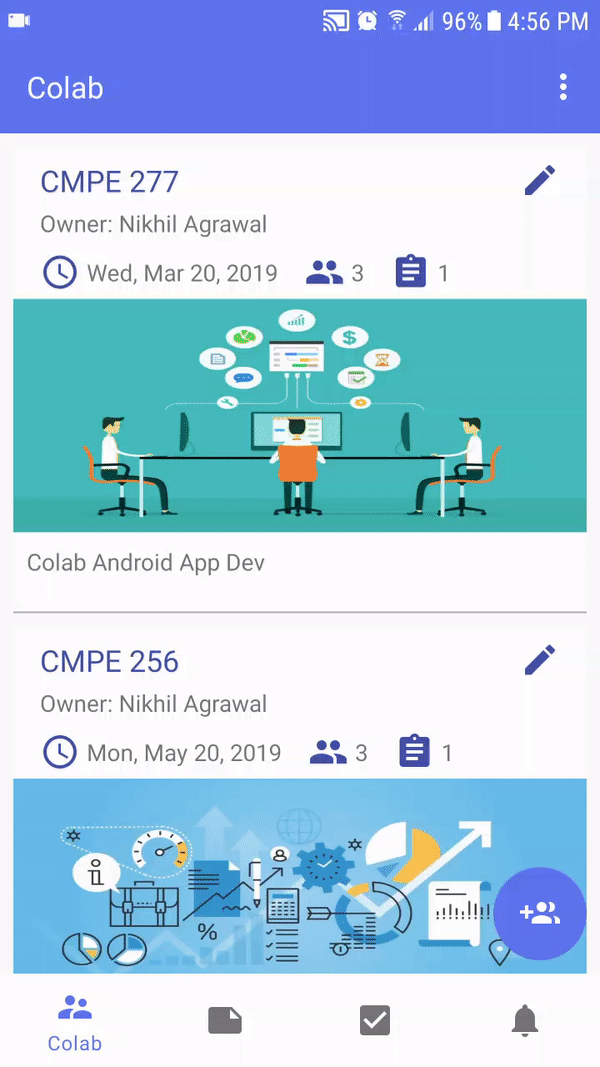 96% 4:56 PM
Colab
CMPE 277
Owner: Nikhil Agrawal
Wed, Mar 20, 2019 3 1
$
Colab Android App Dev
CMPE 256
Owner: Nikhil Agrawal
Mon, May 20, 2019 3 1
i
%
Colab